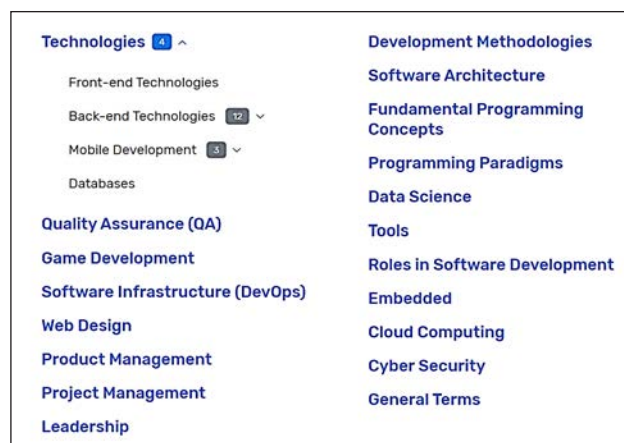 Technologies 4
Front-end Technologies
Back-end Technologies 12
Mobile Development 3
Databases
Quality Assurance (QA)
Game Development
Software Infrastructure (DevOps)
Web Design
Product Management
Project Management
Leadership
Development Methodologies
Software Architecture
Fundamental Programming
Concepts
Programming Paradigms
Data Science
Tools
Roles in Software Development
Embedded
Cloud Computing
Cyber Security
General Terms